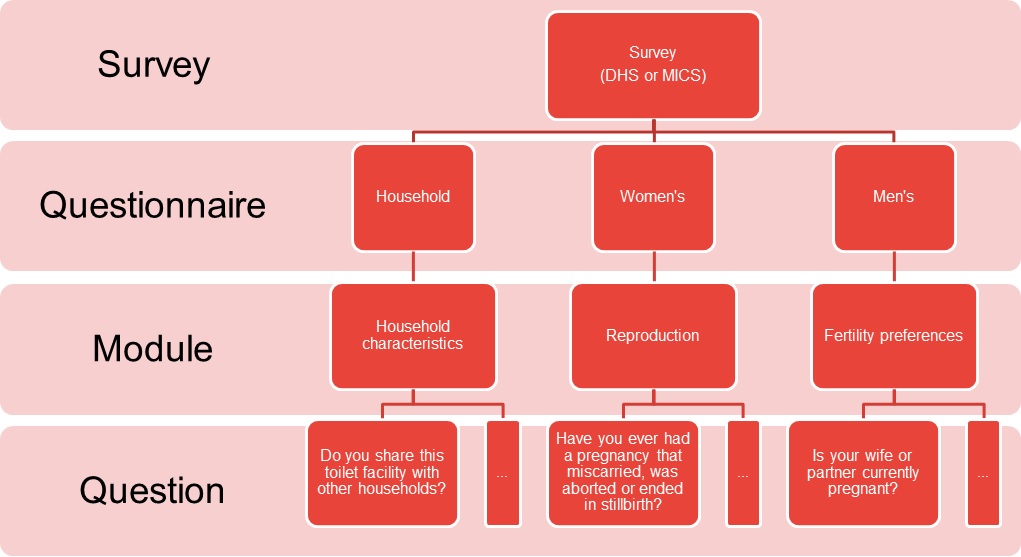 Survey
Survey
(DHS or MICS)
Questionnaire
Household
Women's
Men's
Module
Household
characteristics
Reproduction
Fertility preferences
Question
Do you share this
toilet facility with
other households?
...
Have you ever had
a pregnancy that
miscarried, was
aborted or ended
in stillbirth?
...
Is your wife or
partner currently
pregnant?
...